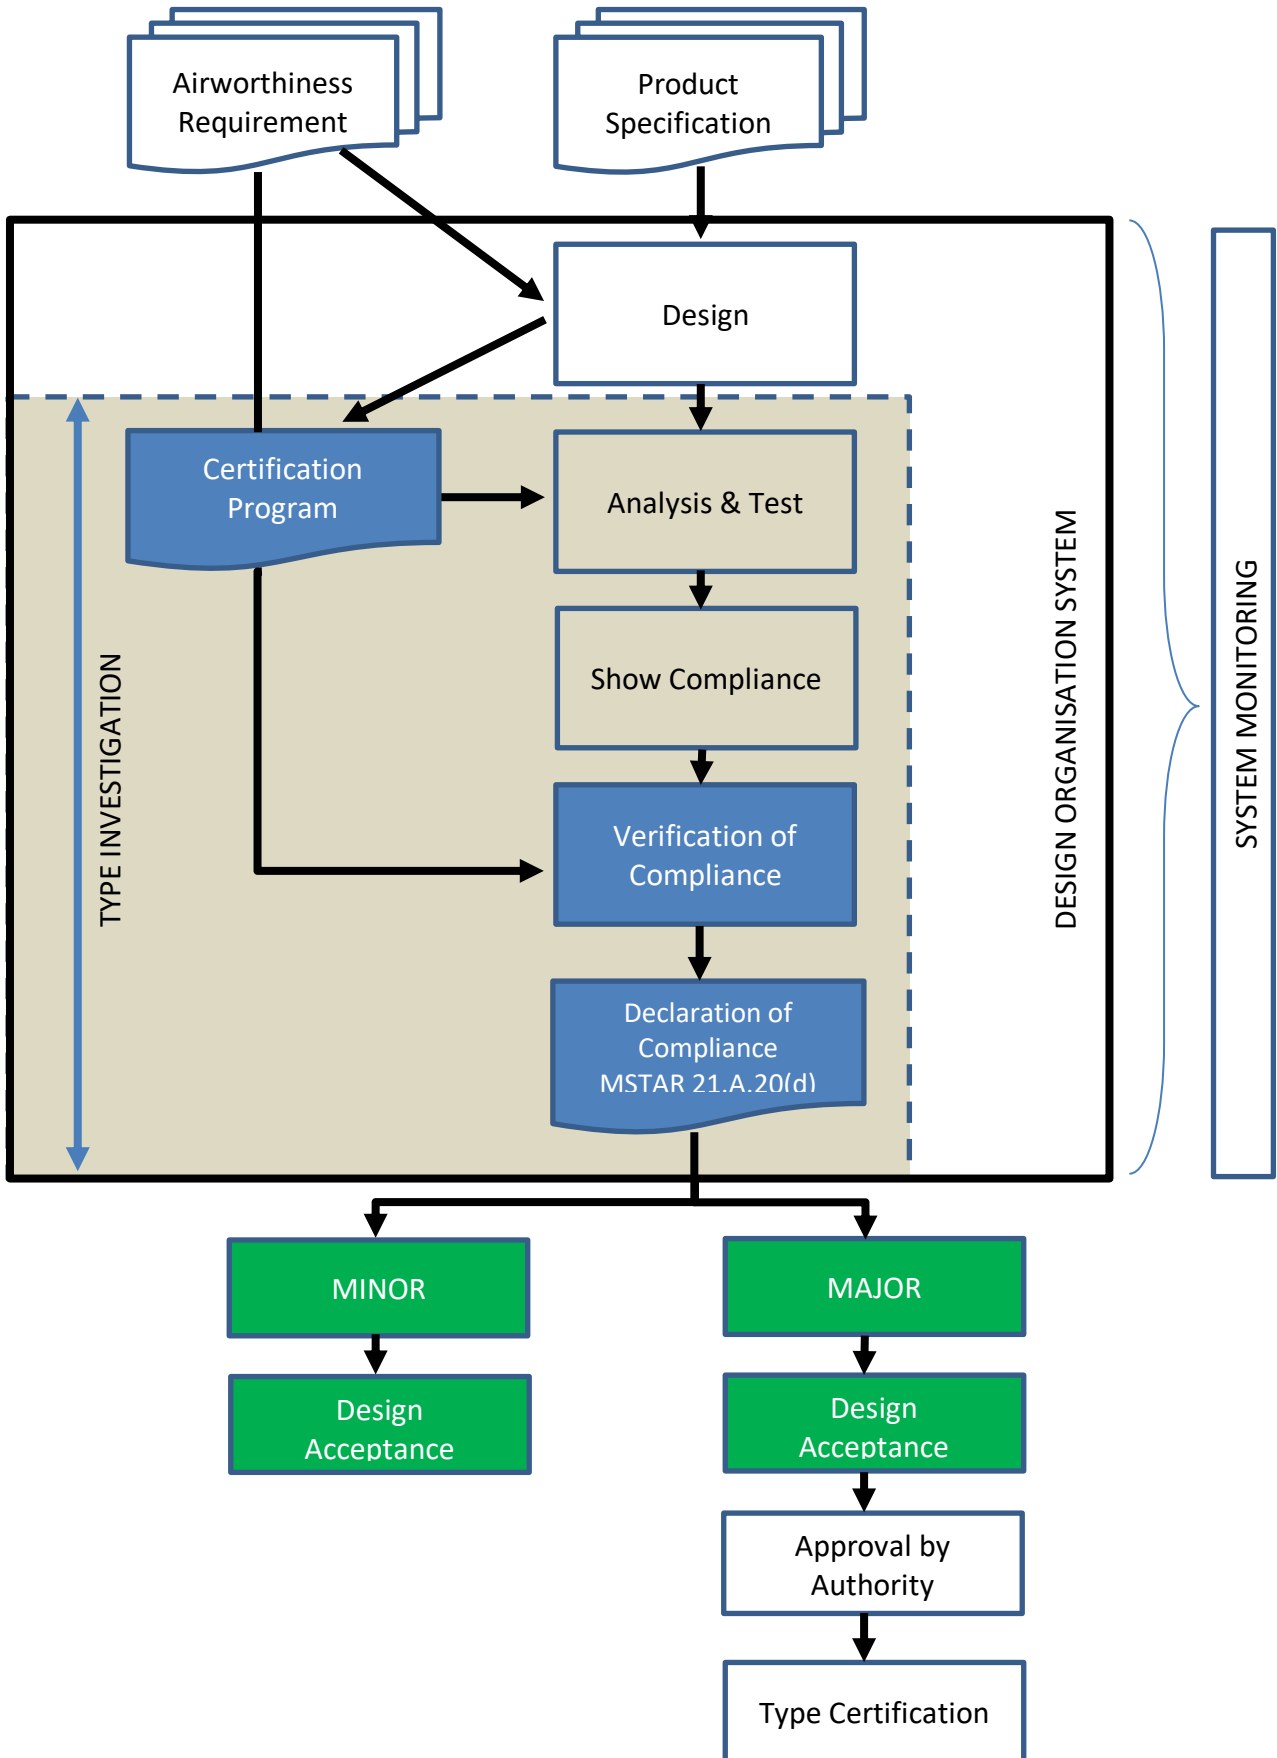 Airworthiness
Requirement
Product
Specification
Design
Certification
Program
Analysis & Test
Show Compliance
Verification of
Compliance
Declaration of
Compliance
MSTAR 21.A.20(d)
TYPE INVESTIGATION
DESIGN ORGANISATION SYSTEM
SYSTEM MONITORING
MINOR
MAJOR
Design
Acceptance
Design
Acceptance
Approval by
Authority
Type Certification